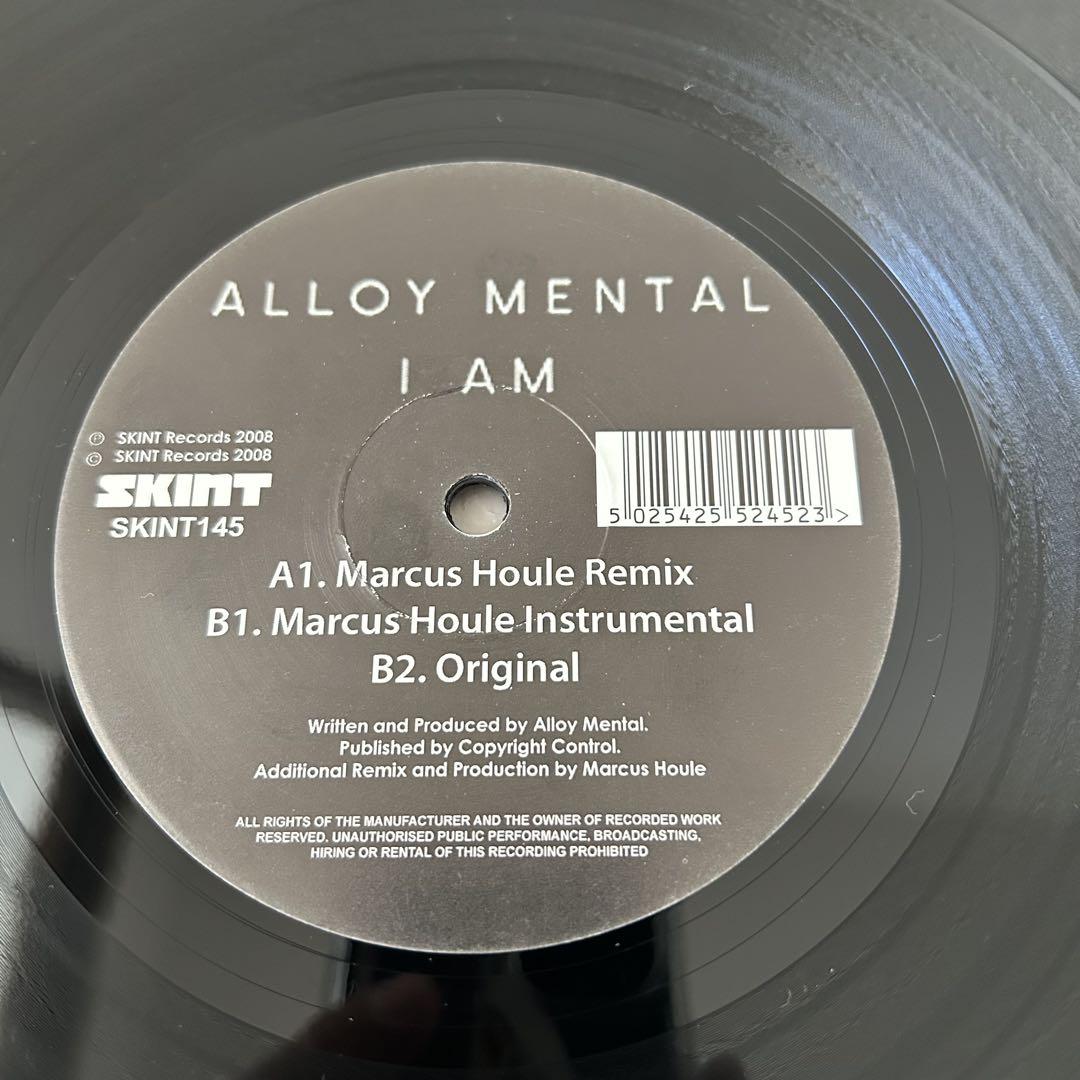 ALLOY MENTAL
I AM
Ⓟ SKINT Records 2008
© SKINT Records 2008
SKINT
SKINT145
5 025425 524523 >
A1. Marcus Houle Remix
B1. Marcus Houle Instrumental
B2. Original
Written and Produced by Alloy Mental.
Published by Copyright Control.
Additional Remix and Production by Marcus Houle
ALL RIGHTS OF THE MANUFACTURER AND THE OWNER OF RECORDED WORK
RESERVED. UNAUTHORISED PUBLIC PERFORMANCE, BROADCASTING,
HIRING OR RENTAL OF THIS RECORDING PROHIBITED